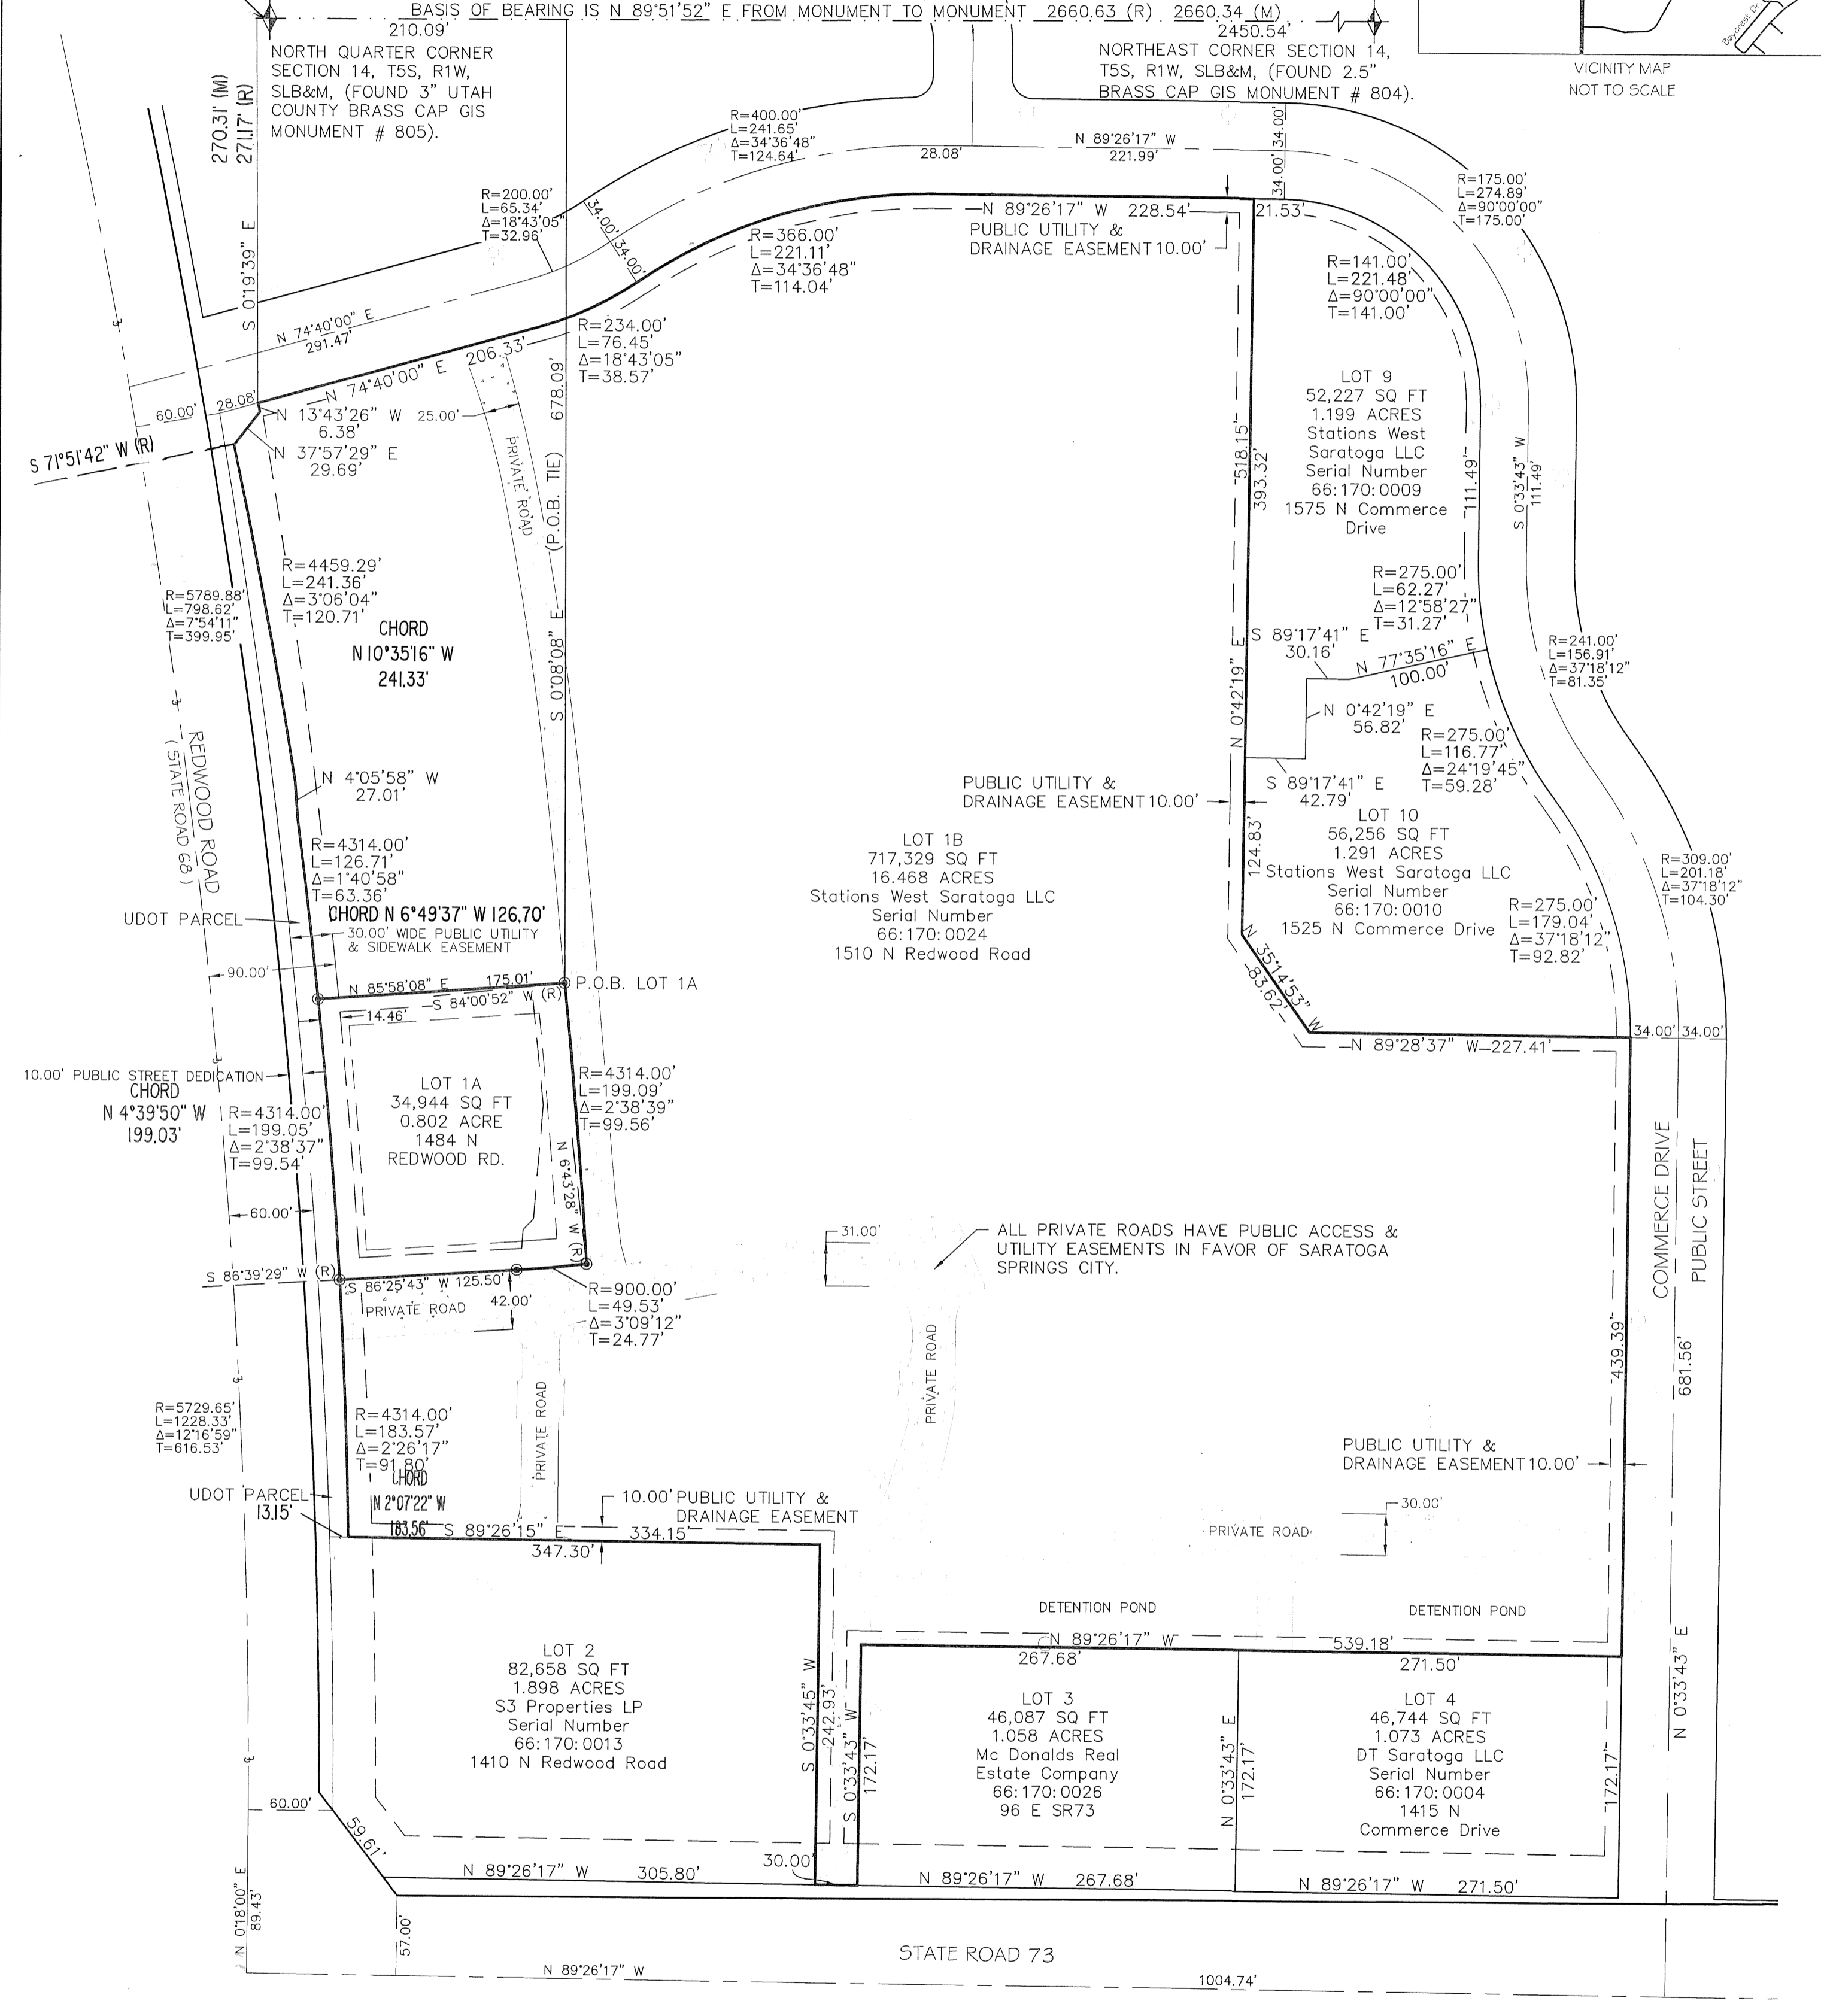 BASIS OF BEARING IS N 89°51'52" E FROM MONUMENT TO MONUMENT 2660.63 (R) 2660.34 (M)
210.09'
2450.54'
NORTH QUARTER CORNER
SECTION 14, T5S, R1W,
SLB&M, (FOUND 3" UTAH
COUNTY BRASS CAP GIS
MONUMENT # 805).
NORTHEAST CORNER SECTION 14,
T5S, R1W, SLB&M, (FOUND 2.5"
BRASS CAP GIS MONUMENT # 804).
Baycrest Dr.
VICINITY MAP
NOT TO SCALE
270.31' (M)
271.17' (R)
S 0°19'39" E
R=400.00'
L=241.65'
Δ=34°36'48"
T=124.64'
28.08'
N 89°26'17" W
221.99'
34.00' 34.00'
R=175.00'
L=274.89'
Δ=90°00'00"
T=175.00'
R=200.00'
L=65.34'
Δ=18°43'05"
T=32.96'
34.00' 34.00'
N 89°26'17" W 228.54'
21.53'
PUBLIC UTILITY &
DRAINAGE EASEMENT 10.00'
R=366.00'
L=221.11'
Δ=34°36'48"
T=114.04'
R=141.00'
L=221.48'
Δ=90°00'00"
T=141.00'
N 74°40'00" E
291.47'
R=234.00'
L=76.45'
Δ=18°43'05"
T=38.57'
N 74°40'00" E 206.33'
60.00'
28.08'
N 13°43'26" W
6.38'
25.00'
N 37°57'29" E
29.69'
S 71°51'42" W (R)
PRIVATE ROAD
S 0°08'08" E (P.O.B. TIE) 678.09'
518.15'
393.32'
N 0°42'19" E
LOT 9
52,227 SQ FT
1.199 ACRES
Stations West
Saratoga LLC
Serial Number
66:170:0009
1575 N Commerce
Drive
111.49'
S 0°33'43" W
111.49'
R=4459.29'
L=241.36'
Δ=3°06'04"
T=120.71'
CHORD
N 10°35'16" W
241.33'
R=5789.88'
L=798.62'
Δ=7°54'11"
T=399.95'
R=275.00'
L=62.27'
Δ=12°58'27"
T=31.27'
S 89°17'41" E
30.16'
N 77°35'16" E
100.00'
R=241.00'
L=156.91'
Δ=37°18'12"
T=81.35'
N 0°42'19" E
56.82'
R=275.00'
L=116.77'
Δ=24°19'45"
T=59.28'
S 89°17'41" E
42.79'
REDWOOD ROAD
(STATE ROAD 68)
N 4°05'58" W
27.01'
PUBLIC UTILITY &
DRAINAGE EASEMENT 10.00'
124.83'
LOT 10
56,256 SQ FT
1.291 ACRES
Stations West Saratoga LLC
Serial Number
66:170:0010
1525 N Commerce Drive
R=275.00'
L=179.04'
Δ=37°18'12"
T=92.82'
R=309.00'
L=201.18'
Δ=37°18'12"
T=104.30'
LOT 1B
717,329 SQ FT
16.468 ACRES
Stations West Saratoga LLC
Serial Number
66:170:0024
1510 N Redwood Road
R=4314.00'
L=126.71'
Δ=1°40'58"
T=63.36'
CHORD N 6°49'37" W 126.70'
UDOT PARCEL
30.00' WIDE PUBLIC UTILITY
& SIDEWALK EASEMENT
90.00'
N 85°58'08" E 175.01'
P.O.B. LOT 1A
S 84°00'52" W (R)
14.46'
N 35°14'53" W
83.62'
N 89°28'37" W 227.41'
34.00' 34.00'
10.00' PUBLIC STREET DEDICATION
CHORD
N 4°39'50" W
199.03'
R=4314.00'
L=199.05'
Δ=2°38'37"
T=99.54'
LOT 1A
34,944 SQ FT
0.802 ACRE
1484 N
REDWOOD RD.
R=4314.00'
L=199.09'
Δ=2°38'39"
T=99.56'
N 6°43'28" W (R)
60.00'
S 86°39'29" W (R)
S 86°25'43" W 125.50'
PRIVATE ROAD
42.00'
R=900.00'
L=49.53'
Δ=3°09'12"
T=24.77'
31.00'
ALL PRIVATE ROADS HAVE PUBLIC ACCESS &
UTILITY EASEMENTS IN FAVOR OF SARATOGA
SPRINGS CITY.
COMMERCE DRIVE
PUBLIC STREET
PRIVATE ROAD
PRIVATE ROAD
439.39'
681.56'
R=5729.65'
L=1228.33'
Δ=12°16'59"
T=616.53'
R=4314.00'
L=183.57'
Δ=2°26'17"
T=91.80'
CHORD
N 2°07'22" W
183.56'
UDOT PARCEL
13.15'
10.00' PUBLIC UTILITY &
DRAINAGE EASEMENT
S 89°26'15" E 334.15'
347.30'
PUBLIC UTILITY &
DRAINAGE EASEMENT 10.00'
30.00'
PRIVATE ROAD
DETENTION POND
DETENTION POND
N 89°26'17" W 539.18'
267.68'
271.50'
LOT 2
82,658 SQ FT
1.898 ACRES
S3 Properties LP
Serial Number
66:170:0013
1410 N Redwood Road
S 0°33'45" W
242.93'
S 0°33'43" W
172.17'
LOT 3
46,087 SQ FT
1.058 ACRES
Mc Donalds Real
Estate Company
66:170:0026
96 E SR73
N 0°33'43" E
172.17'
LOT 4
46,744 SQ FT
1.073 ACRES
DT Saratoga LLC
Serial Number
66:170:0004
1415 N
Commerce Drive
172.17'
N 0°33'43" E
60.00'
59.61'
30.00'
N 89°26'17" W 305.80'
N 89°26'17" W 267.68'
N 89°26'17" W 271.50'
N 0°18'00" E
89.43'
57.00'
STATE ROAD 73
N 89°26'17" W
1004.74'